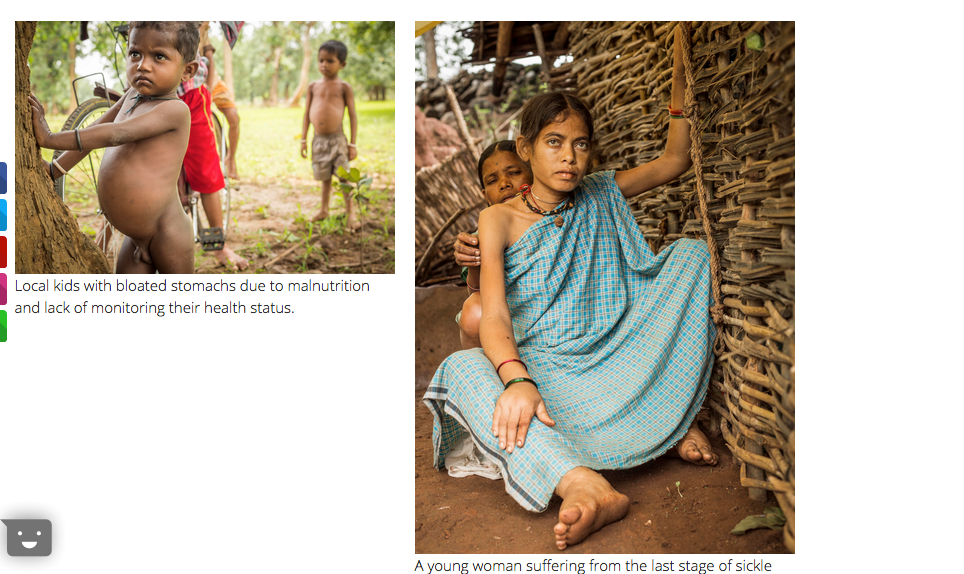 Local kids with bloated stomachs due to malnutrition
and lack of monitoring their health status.
A young woman suffering from the last stage of sickle